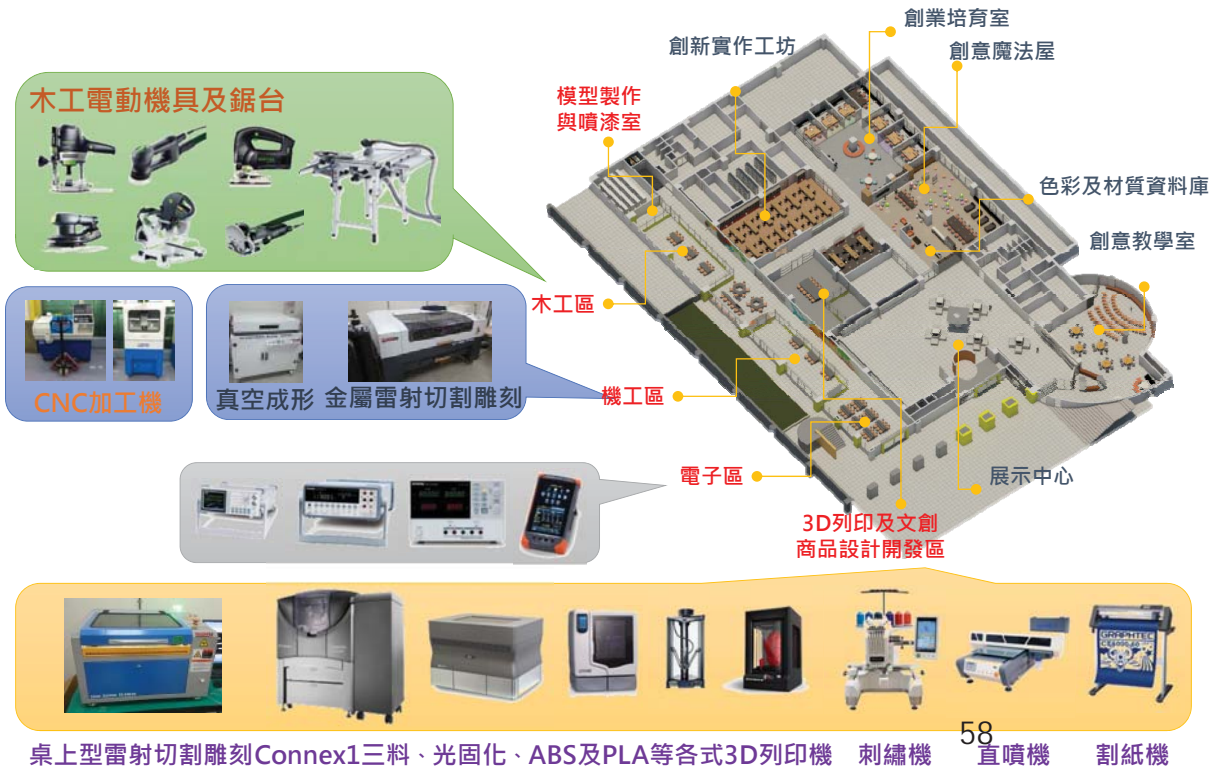 創業培育室
創新實作工坊
創意魔法屋
木工電動機具及鋸台
模型製作
與噴漆室
色彩及材質資料庫
創意教學室
木工區
CNC加工機
真空成形
金屬雷射切割雕刻
機工區
電子區
展示中心
3D列印及文創
商品設計開發區
GRAPHTEC
58
桌上型雷射切割雕刻
Connex1三料、光固化、ABS及PLA等各式3D列印機
刺繡機
直噴機
割紙機